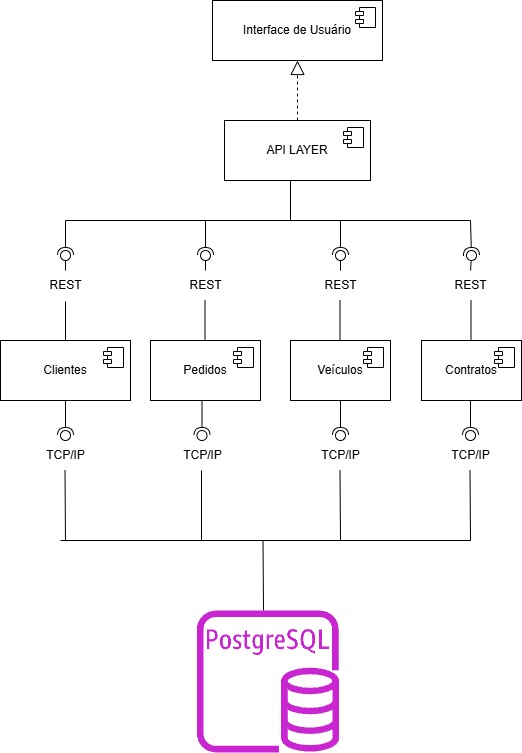 Interface de Usuário
API LAYER
REST
REST
REST
REST
Clientes
Pedidos
Veículos
Contratos
TCP/IP
TCP/IP
TCP/IP
TCP/IP
PostgreSQL